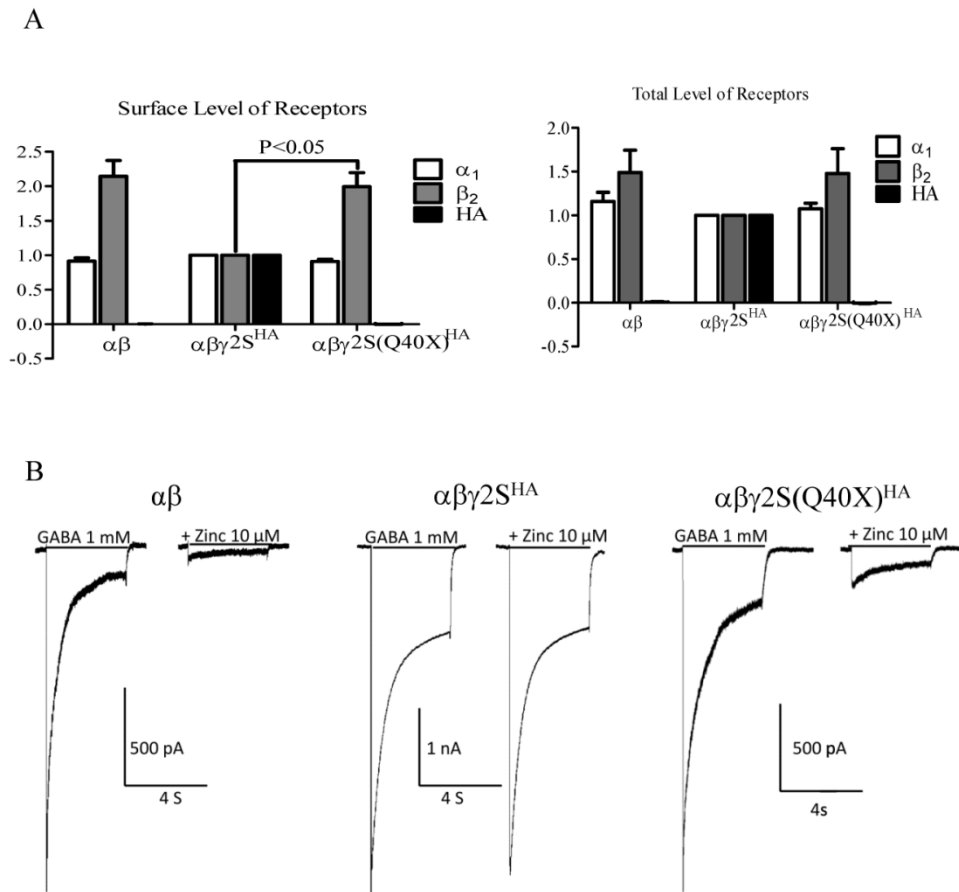 A
Surface Level of Receptors
P<0.05
2.5
2.0
1.5
1.0
0.5
0.0
-0.5
α1
β2
HA
αβ
αβγ2S^HA
αβγ2S(Q40X)^HA
Total Level of Receptors
2.0
1.5
1.0
0.5
0.0
-0.5
α1
β2
HA
αβ
αβγ2S^HA
αβγ2S(Q40X)^HA
B
αβ
GABA 1 mM
+ Zinc 10 μM
500 pA
4 S
αβγ2S^HA
GABA 1 mM
+ Zinc 10 μM
1 nA
4 S
αβγ2S(Q40X)^HA
GABA 1 mM
+ Zinc 10 μM
500 pA
4s